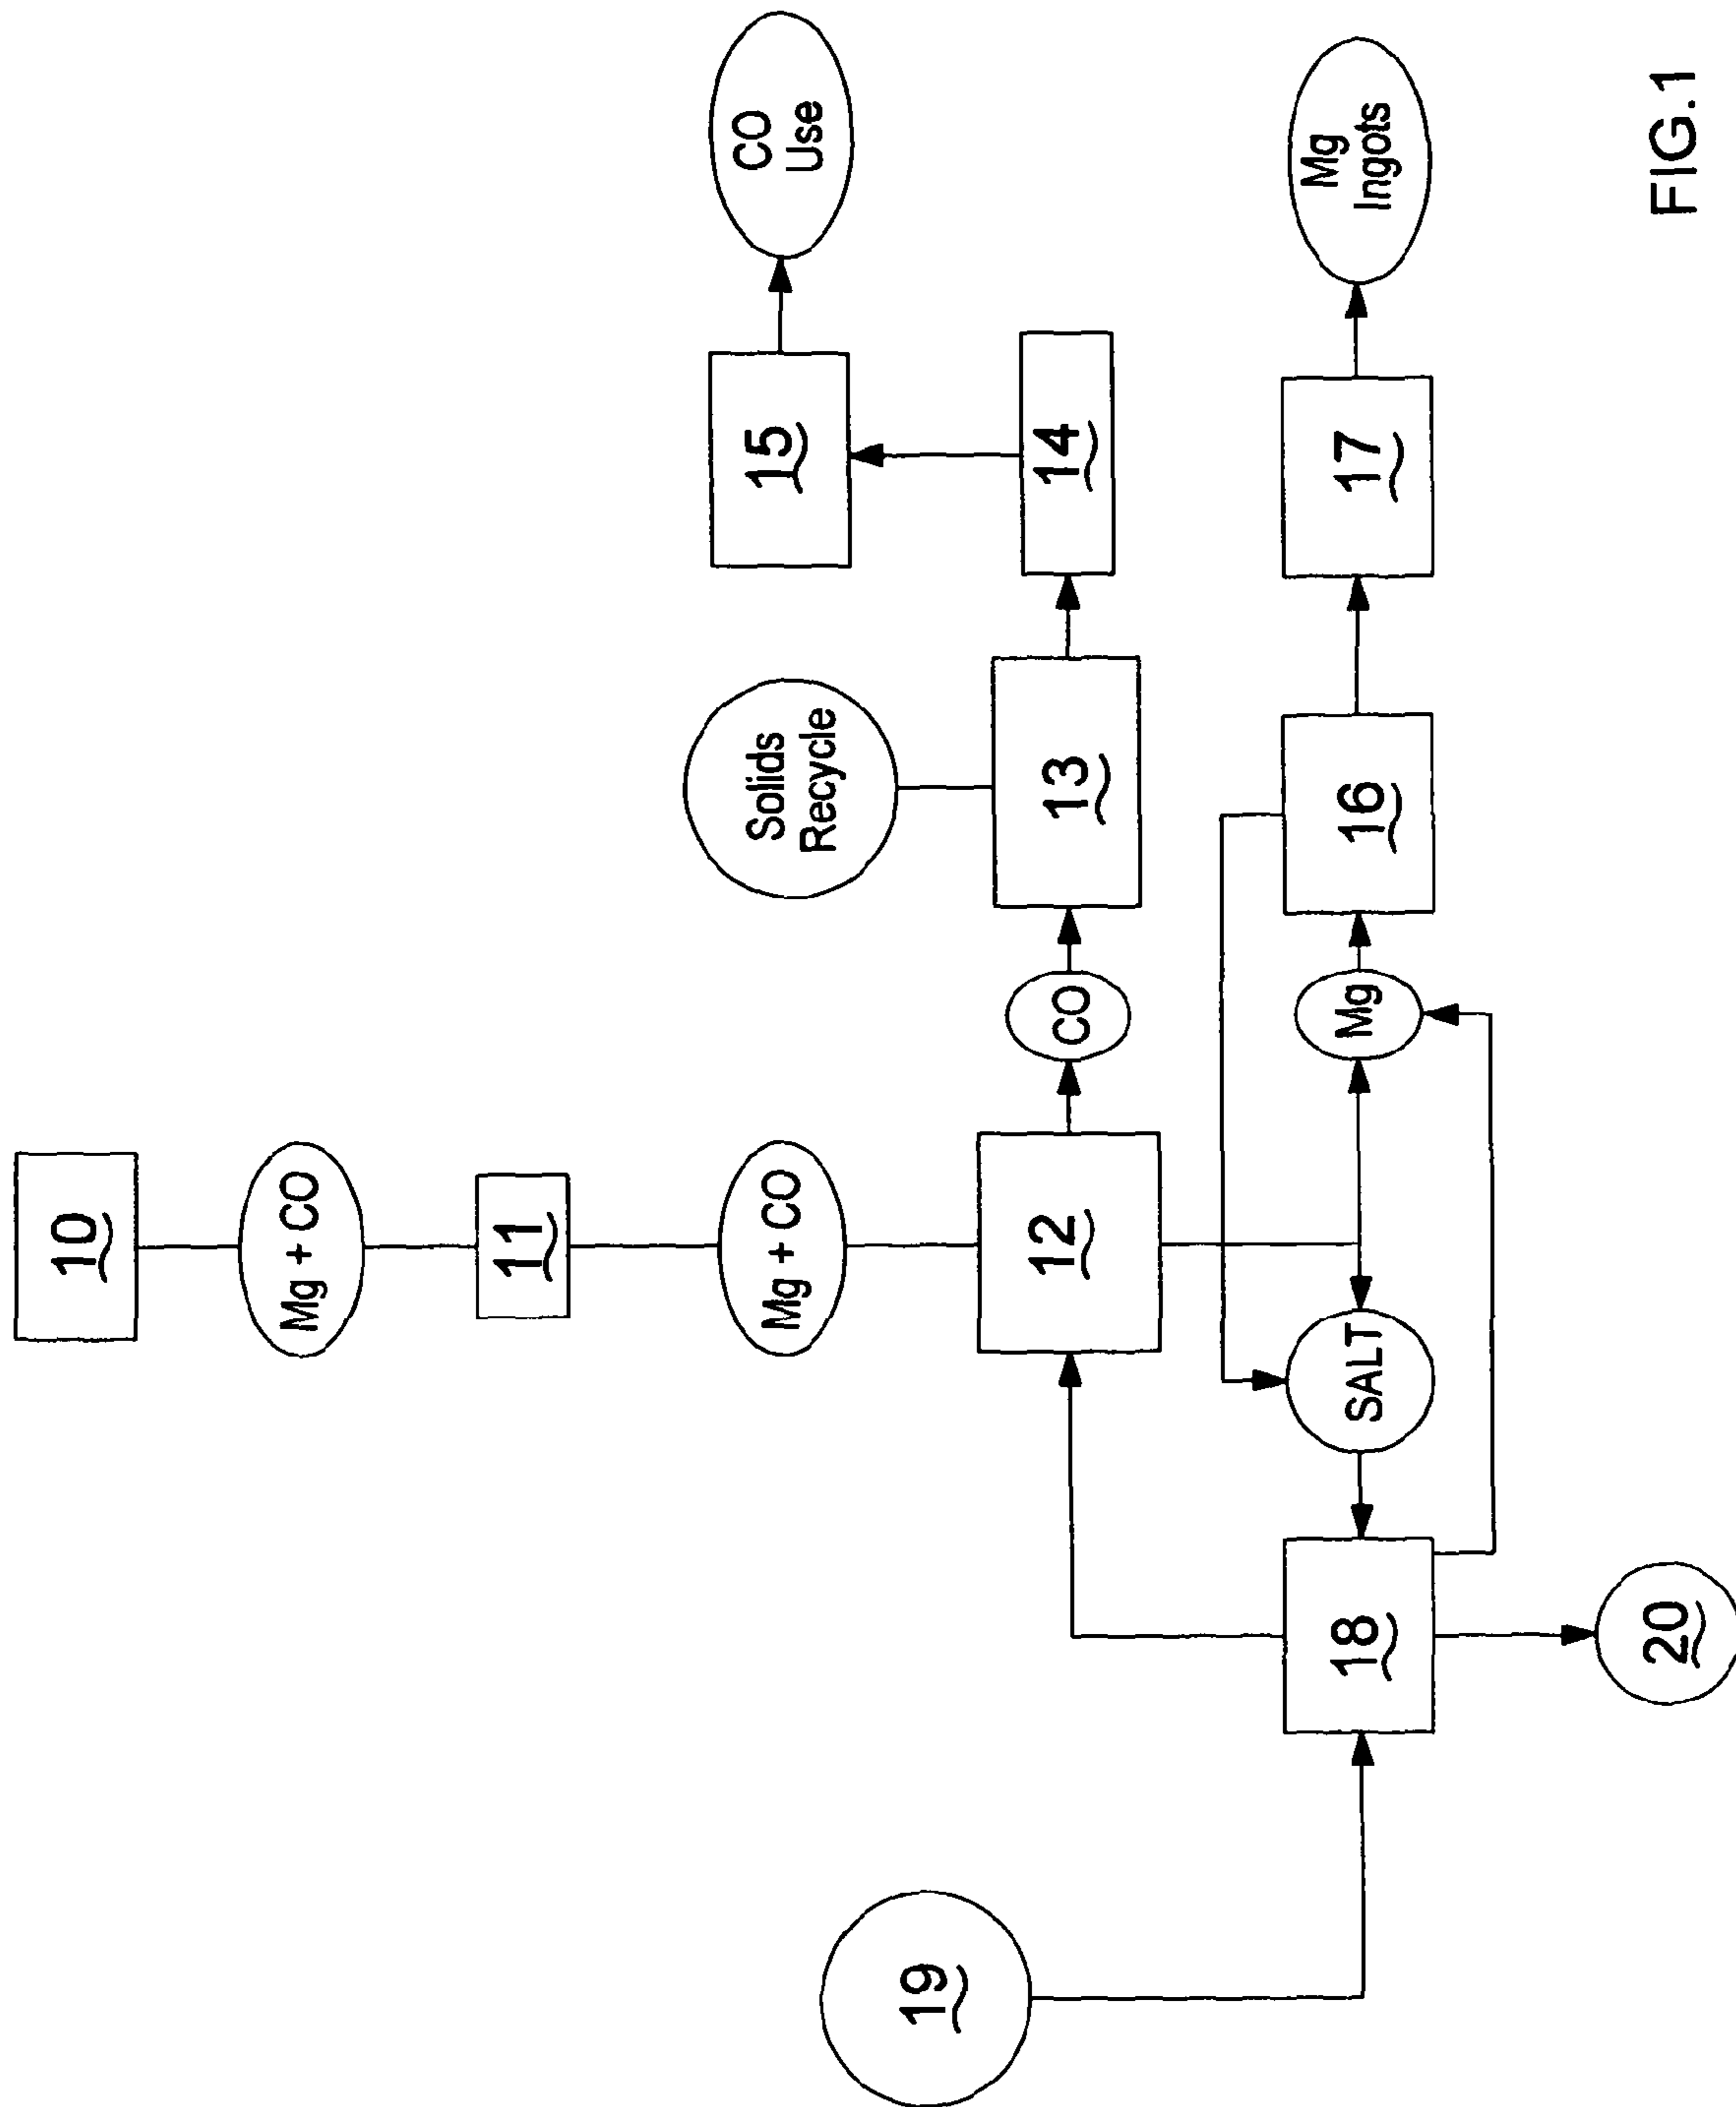 10
Mg + CO
11
Mg + CO
CO
Use
15
Solids
Recycle
12
CO
13
14
19
18
SALT
Mg
16
17
Mg
Ingots
20
FIG.1